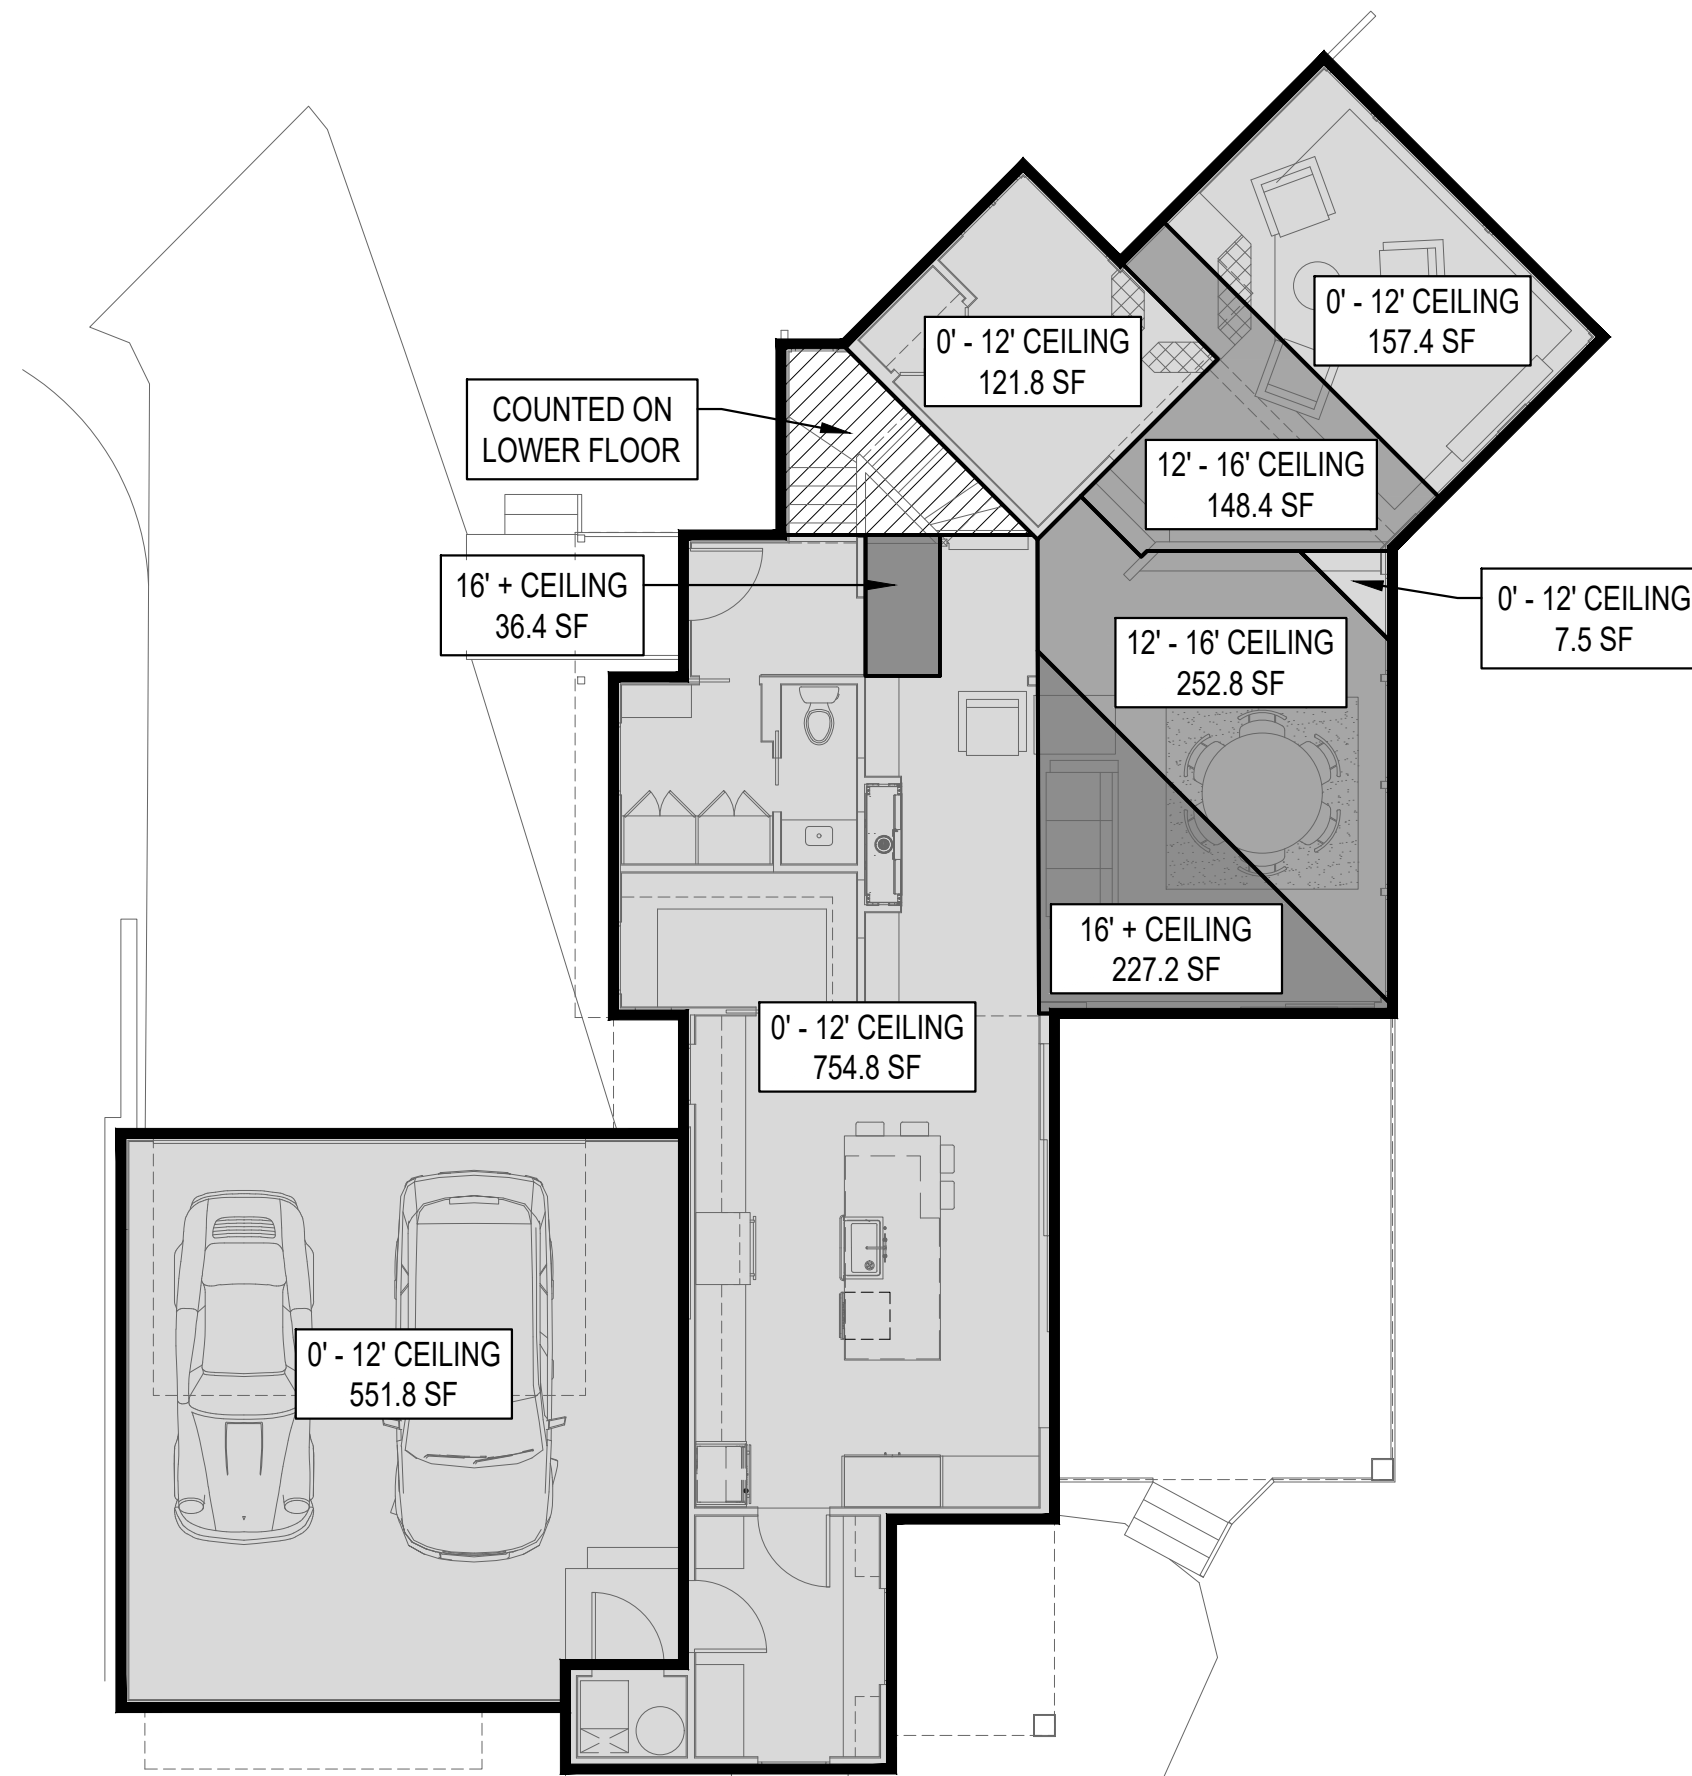 0' - 12' CEILING
157.4 SF
0' - 12' CEILING
121.8 SF
COUNTED ON
LOWER FLOOR
12' - 16' CEILING
148.4 SF
16' + CEILING
36.4 SF
0' - 12' CEILING
7.5 SF
12' - 16' CEILING
252.8 SF
16' + CEILING
227.2 SF
0' - 12' CEILING
754.8 SF
0' - 12' CEILING
551.8 SF